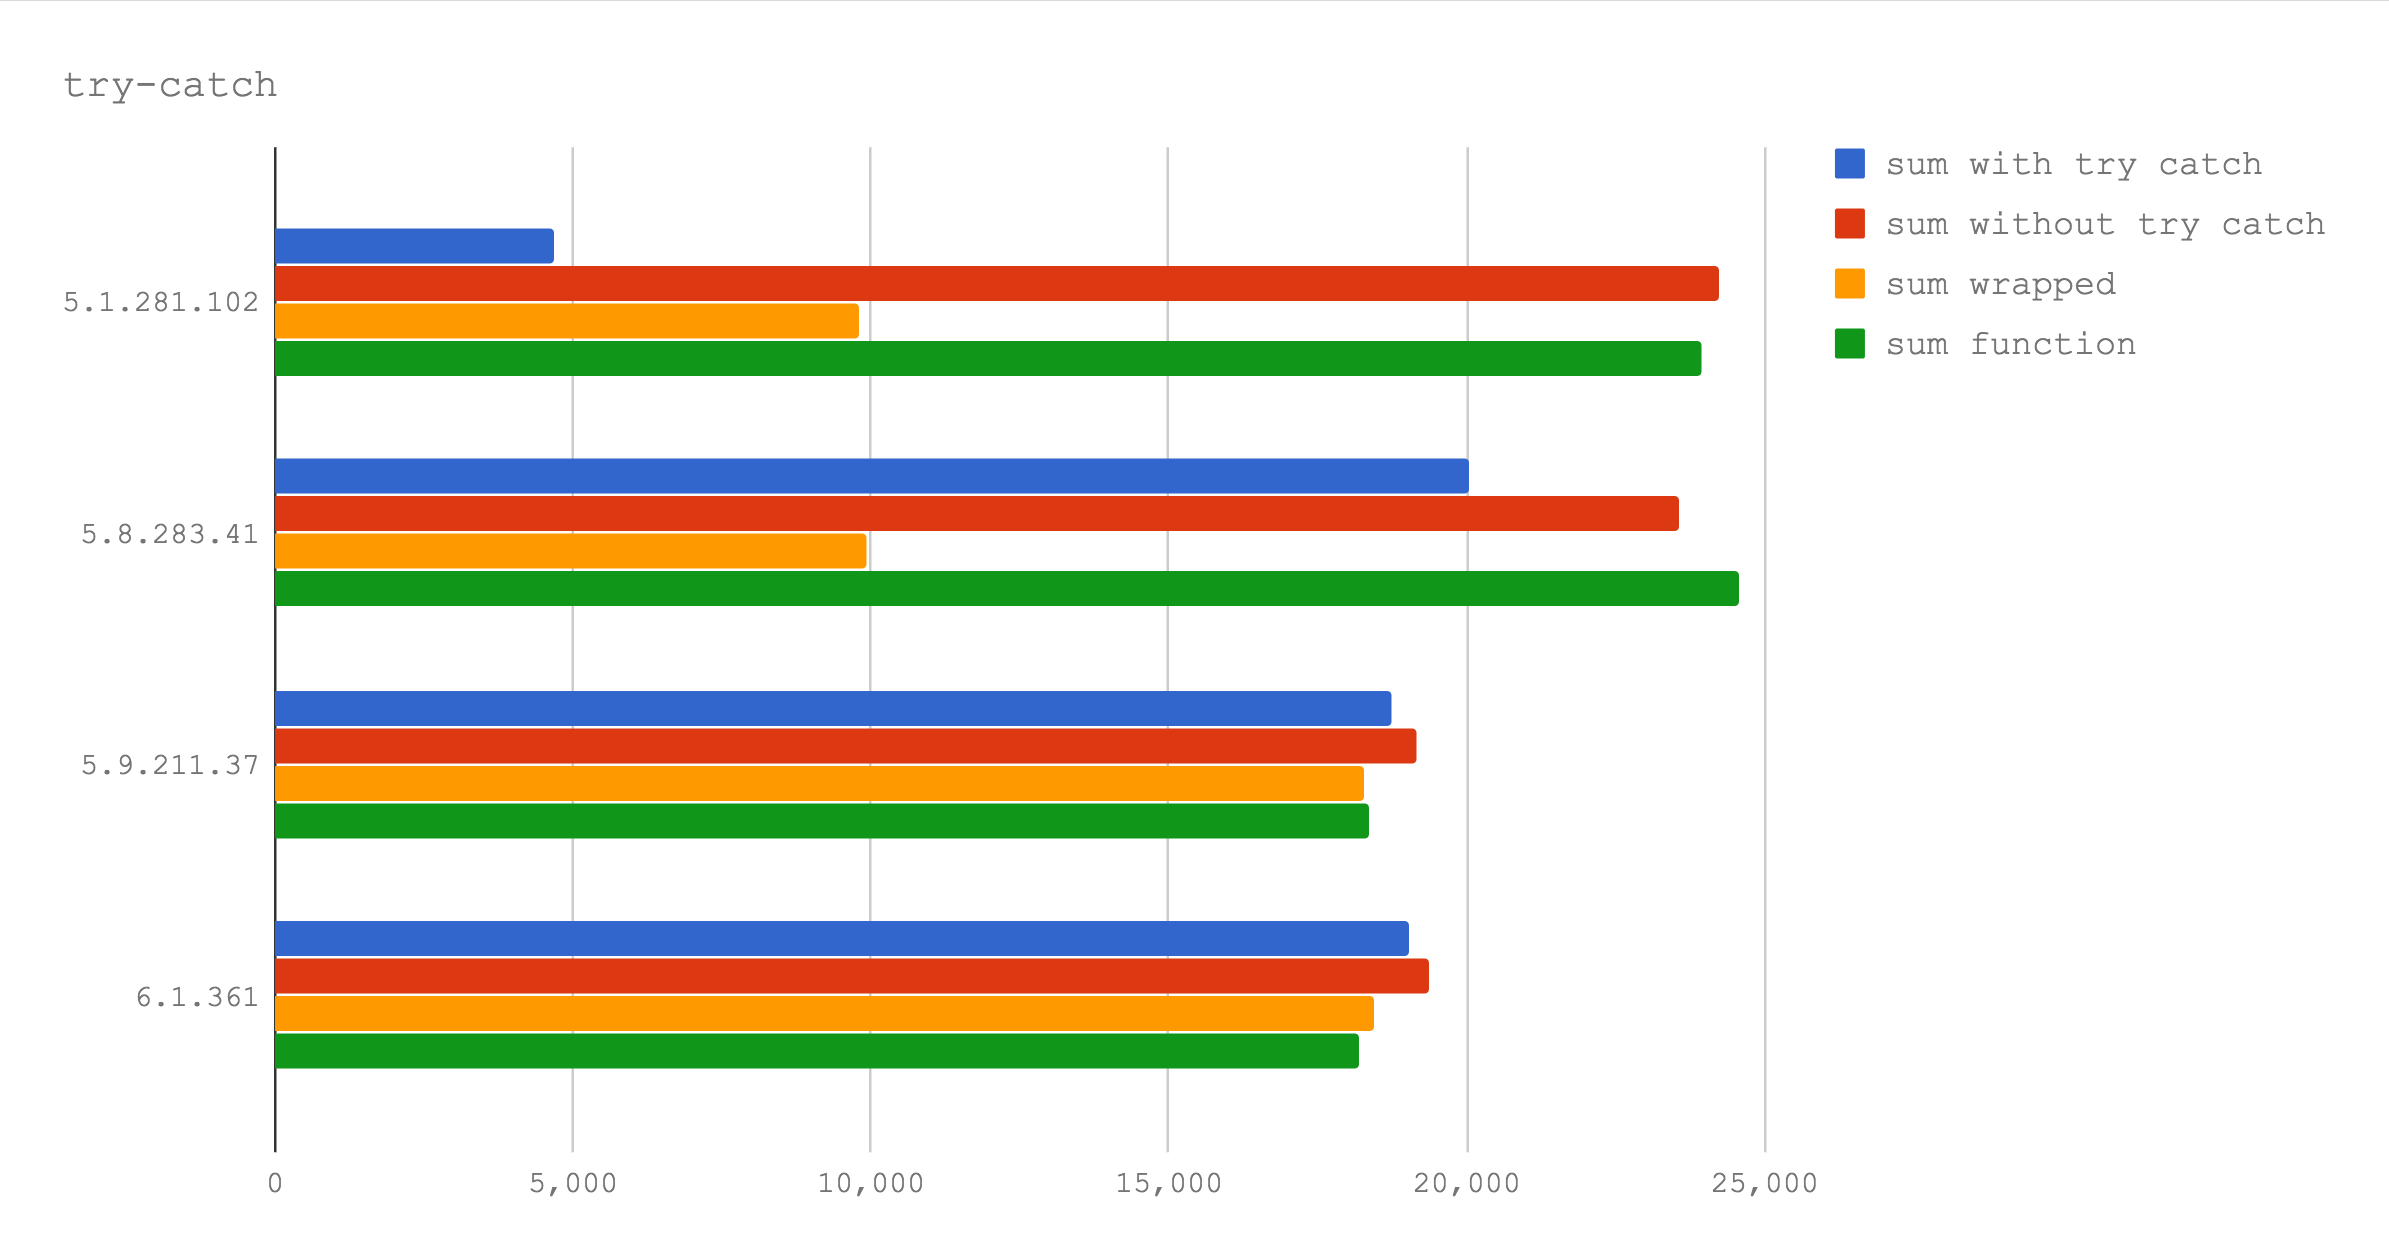 try-catch
sum with try catch
sum without try catch
sum wrapped
sum function
5.1.281.102
5.8.283.41
5.9.211.37
6.1.361
0
5,000
10,000
15,000
20,000
25,000